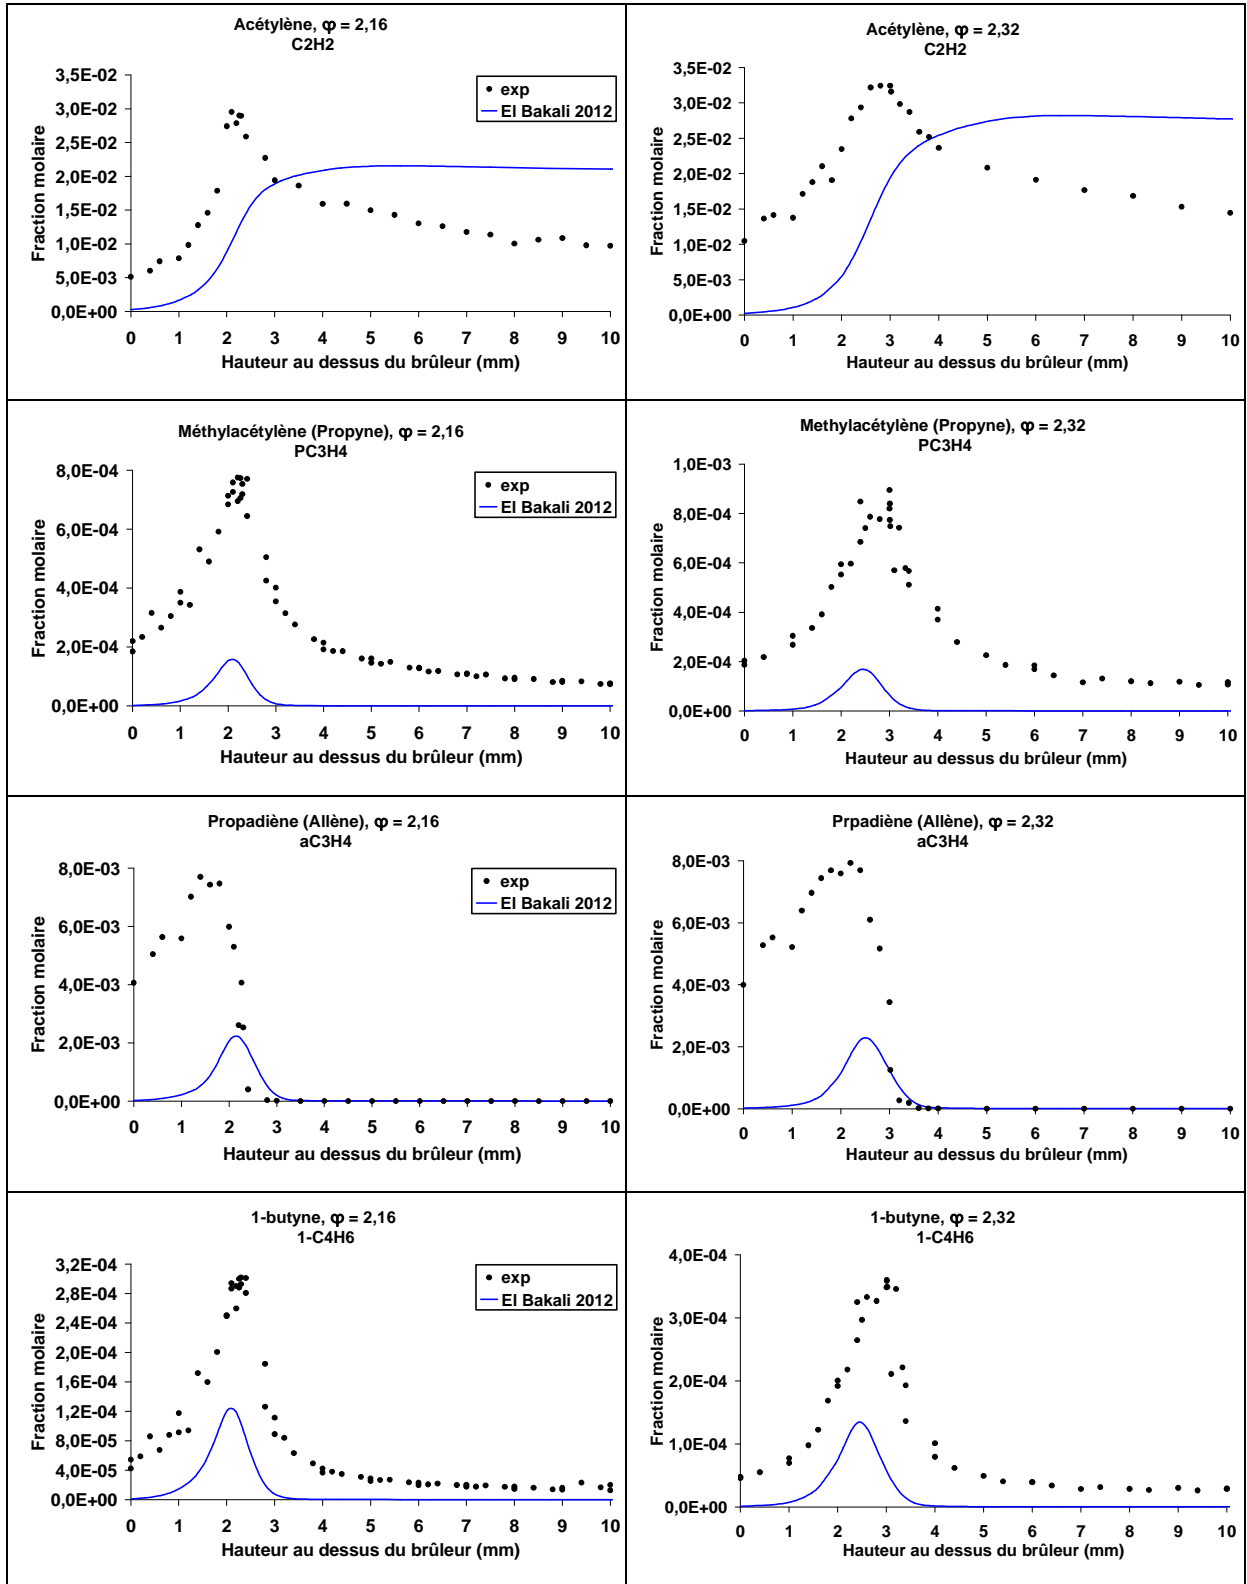 Acétylène, φ = 2,16
C2H2
3,5E-02
3,0E-02
2,5E-02
2,0E-02
1,5E-02
1,0E-02
5,0E-03
0,0E+00
Fraction molaire
exp
El Bakali 2012
0 1 2 3 4 5 6 7 8 9 10
Hauteur au dessus du brûleur (mm)
Acétylène, φ = 2,32
C2H2
3,5E-02
3,0E-02
2,5E-02
2,0E-02
1,5E-02
1,0E-02
5,0E-03
0,0E+00
Fraction molaire
0 1 2 3 4 5 6 7 8 9 10
Hauteur au dessus du brûleur (mm)
Méthylacétylène (Propyne), φ = 2,16
PC3H4
8,0E-04
6,0E-04
4,0E-04
2,0E-04
0,0E+00
Fraction molaire
exp
El Bakali 2012
0 1 2 3 4 5 6 7 8 9 10
Hauteur au dessus du brûleur (mm)
Methylacétylène (Propyne), φ = 2,32
PC3H4
1,0E-03
8,0E-04
6,0E-04
4,0E-04
2,0E-04
0,0E+00
Fraction molaire
0 1 2 3 4 5 6 7 8 9 10
Hauteur au dessus du brûleur (mm)
Propadiène (Allène), φ = 2,16
aC3H4
8,0E-03
6,0E-03
4,0E-03
2,0E-03
0,0E+00
Fraction molaire
exp
El Bakali 2012
0 1 2 3 4 5 6 7 8 9 10
Hauteur au dessus du brûleur (mm)
Prpadiène (Allène), φ = 2,32
aC3H4
8,0E-03
6,0E-03
4,0E-03
2,0E-03
0,0E+00
Fraction molaire
0 1 2 3 4 5 6 7 8 9 10
Hauteur au dessus du brûleur (mm)
1-butyne, φ = 2,16
1-C4H6
3,2E-04
2,8E-04
2,4E-04
2,0E-04
1,6E-04
1,2E-04
8,0E-05
4,0E-05
0,0E+00
Fraction molaire
exp
El Bakali 2012
0 1 2 3 4 5 6 7 8 9 10
Hauteur au dessus du brûleur (mm)
1-butyne, φ = 2,32
1-C4H6
4,0E-04
3,0E-04
2,0E-04
1,0E-04
0,0E+00
Fraction molaire
0 1 2 3 4 5 6 7 8 9 10
Hauteur au dessus du brûleur (mm)